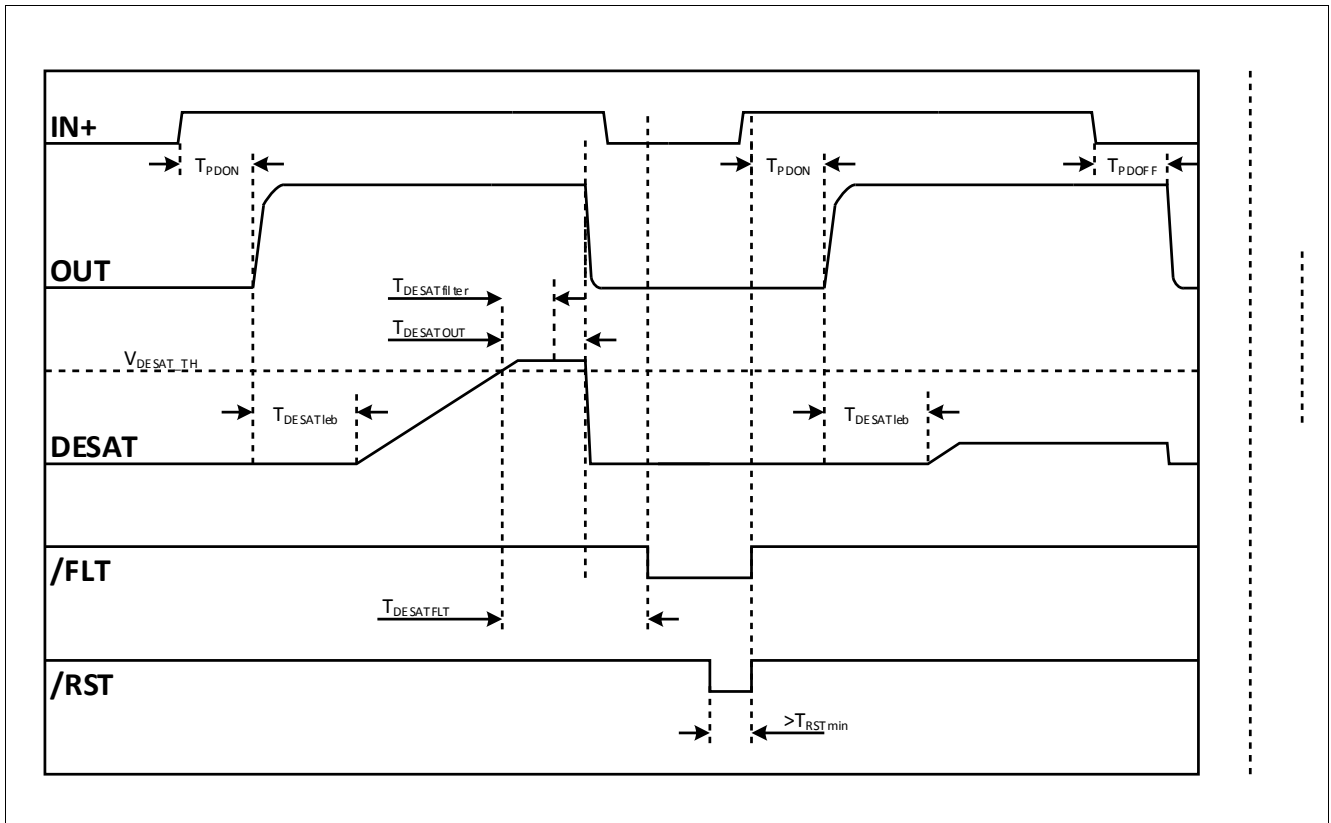 IN+
TPDON TPDON TPDOFF
OUT
TDESATfilter
TDESATOUT
VDESAT_TH
TDESATleb TDESATleb
DESAT
/FLT
TDESATFLT
/RST
>TRSTmin